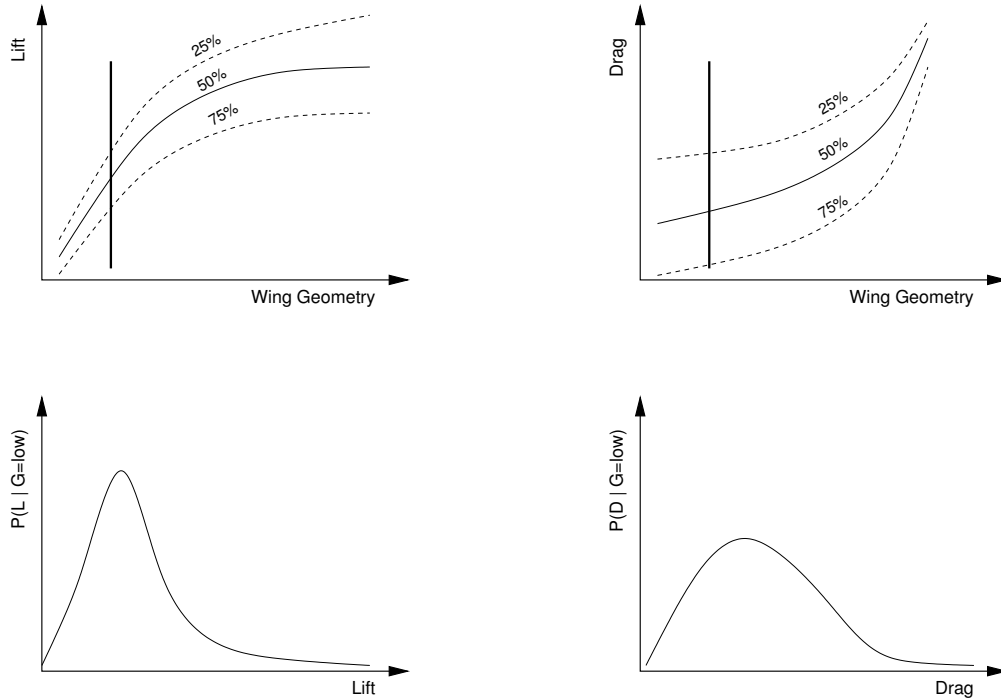 Lift
25%
50%
75%
Wing Geometry
Drag
25%
50%
75%
Wing Geometry
P(L | G=low)
Lift
P(D | G=low)
Drag